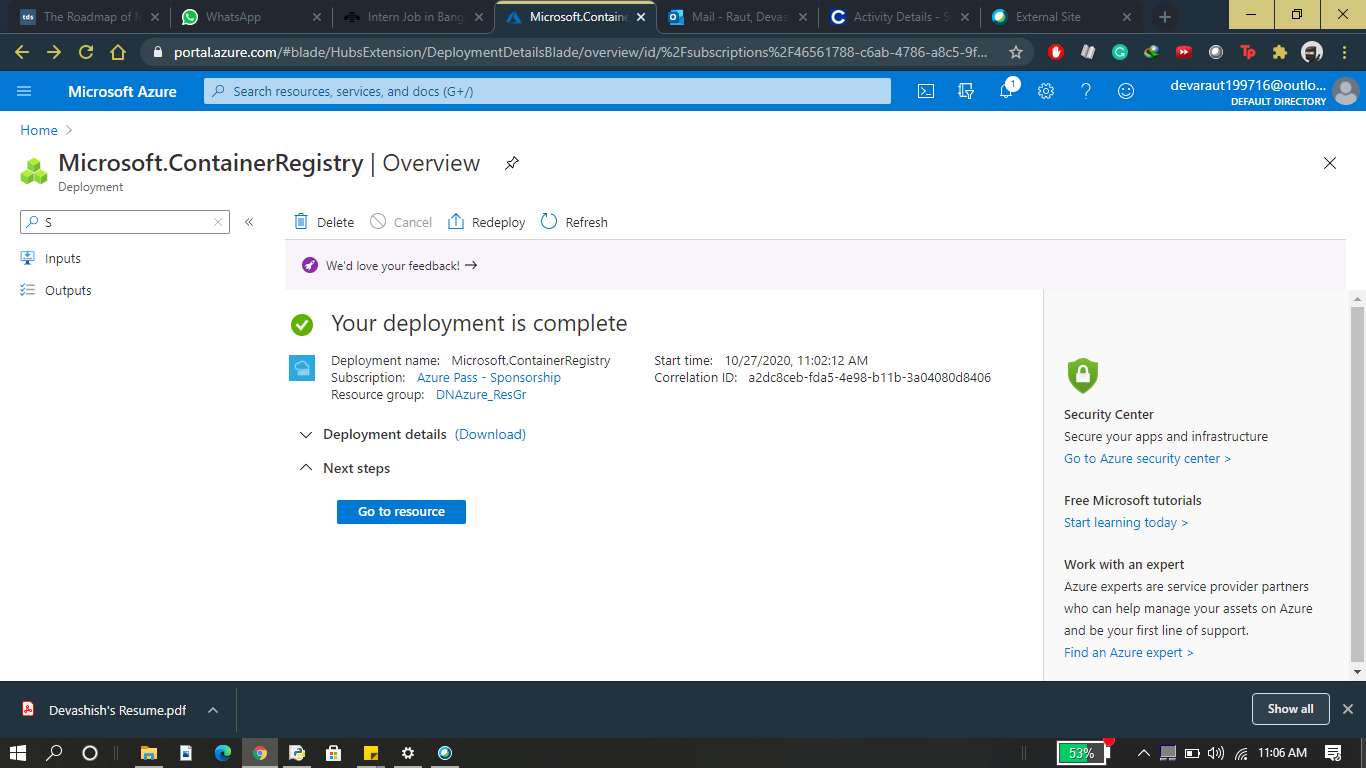 tds The Roadmap of M
WhatsApp
Intern Job in Bang
Microsoft.Containe
Mail - Raut, Devas
Activity Details - S
External Site
portal.azure.com/#blade/HubsExtension/DeploymentDetailsBlade/overview/id/%2Fsubscriptions%2F46561788-c6ab-4786-a8c5-9f...
Microsoft Azure
Search resources, services, and docs (G+/)
1
devaraut199716@outlo...
DEFAULT DIRECTORY
Home
Microsoft.ContainerRegistry | Overview
Deployment
S
Inputs
Outputs
Delete
Cancel
Redeploy
Refresh
We'd love your feedback! →
Your deployment is complete
Deployment name: Microsoft.ContainerRegistry
Subscription: Azure Pass - Sponsorship
Resource group: DNAzure_ResGr
Start time: 10/27/2020, 11:02:12 AM
Correlation ID: a2dc8ceb-fda5-4e98-b11b-3a04080d8406
Deployment details (Download)
Next steps
Go to resource
Security Center
Secure your apps and infrastructure
Go to Azure security center >
Free Microsoft tutorials
Start learning today >
Work with an expert
Azure experts are service provider partners
who can help manage your assets on Azure
and be your first line of support.
Find an Azure expert >
Devashish's Resume.pdf
Show all
53%
11:06 AM